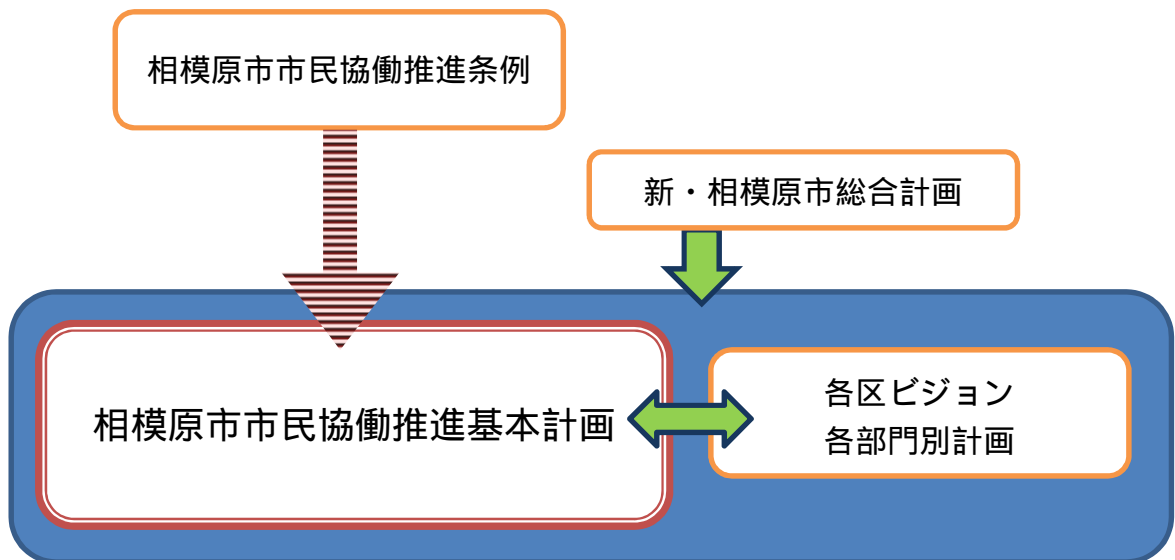 相模原市市民協働推進条例
新・相模原市総合計画
相模原市市民協働推進基本計画
各区ビジョン
各部門別計画